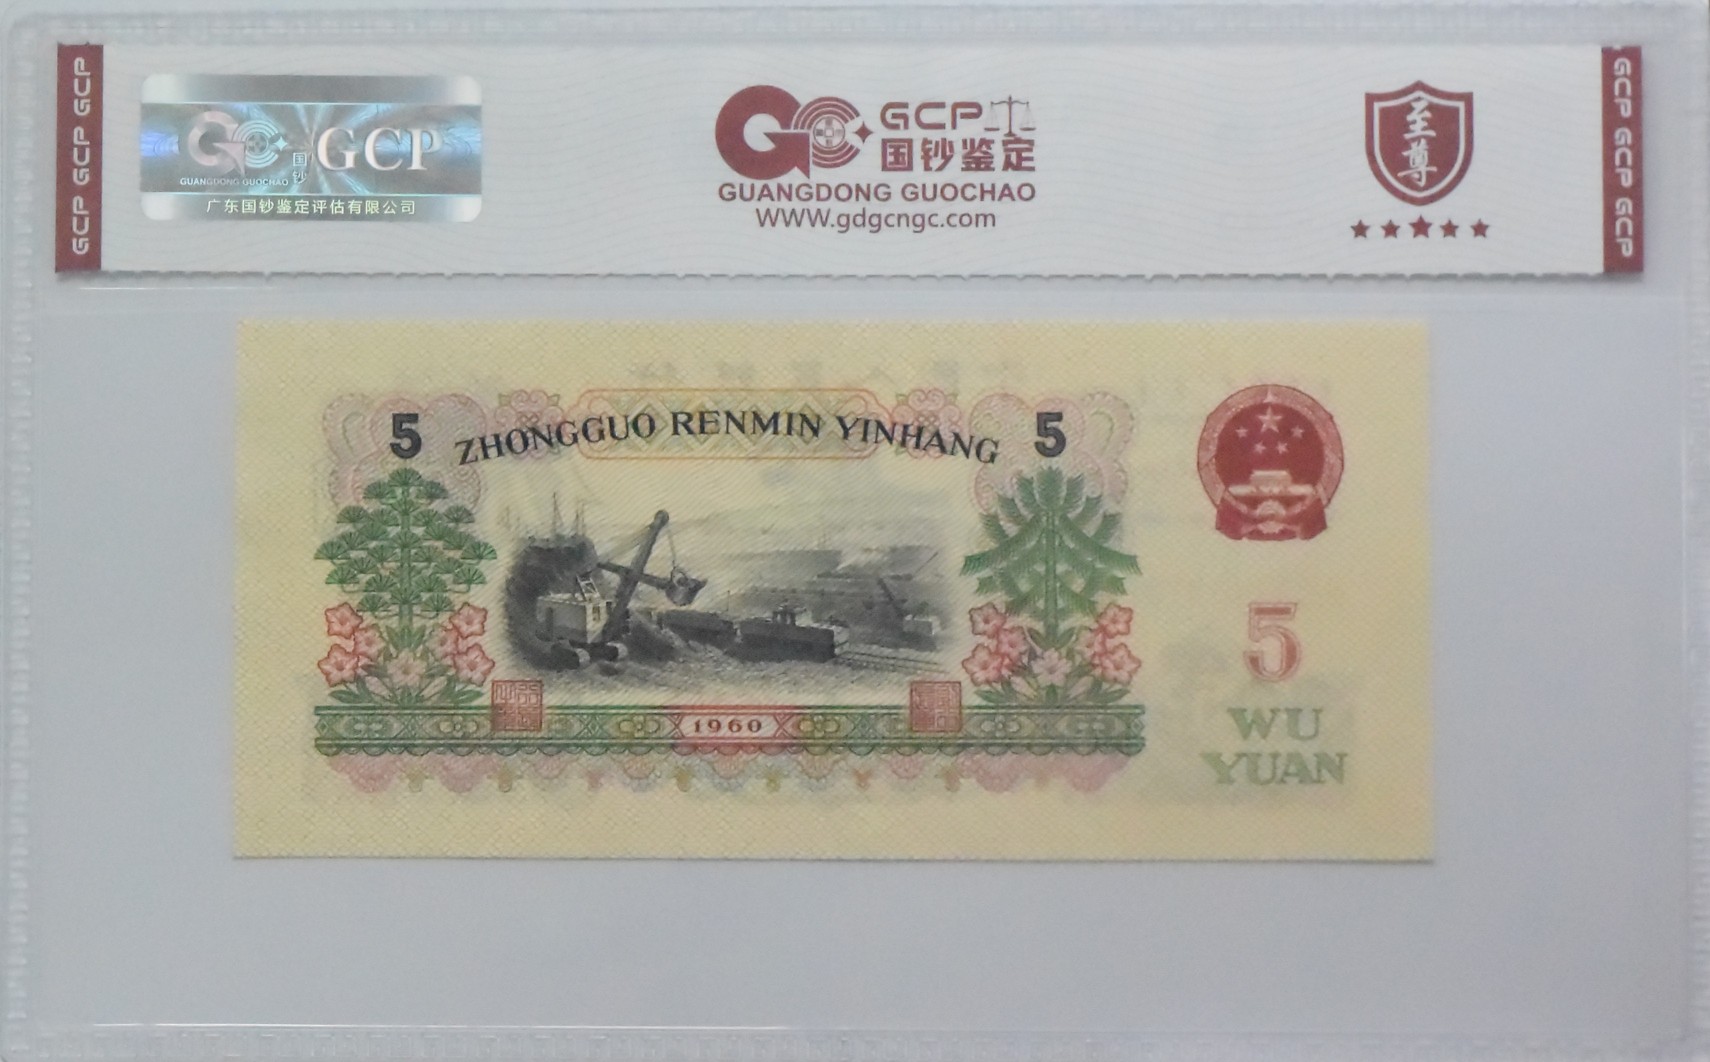 GCP GCP GCP
GCP
国钞
GUANGDONG GUOCHAO
广东国钞鉴定评估有限公司
GCP
国钞鉴定
GUANGDONG GUOCHAO
WWW.gdgcngc.com
至尊
GCP GCP GCP
5 ZHONGGUO RENMIN YINHANG 5
1960
5
WU
YUAN